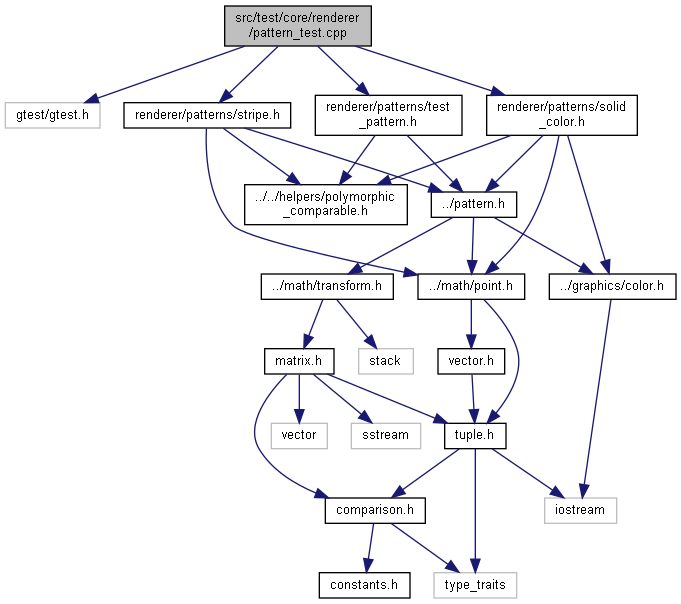 src/test/core/renderer
/pattern_test.cpp
gtest/gtest.h
renderer/patterns/stripe.h
renderer/patterns/test
_pattern.h
renderer/patterns/solid
_color.h
../../helpers/polymorphic
_comparable.h
../pattern.h
../math/transform.h
../math/point.h
../graphics/color.h
matrix.h
stack
vector.h
vector
sstream
tuple.h
comparison.h
iostream
constants.h
type_traits